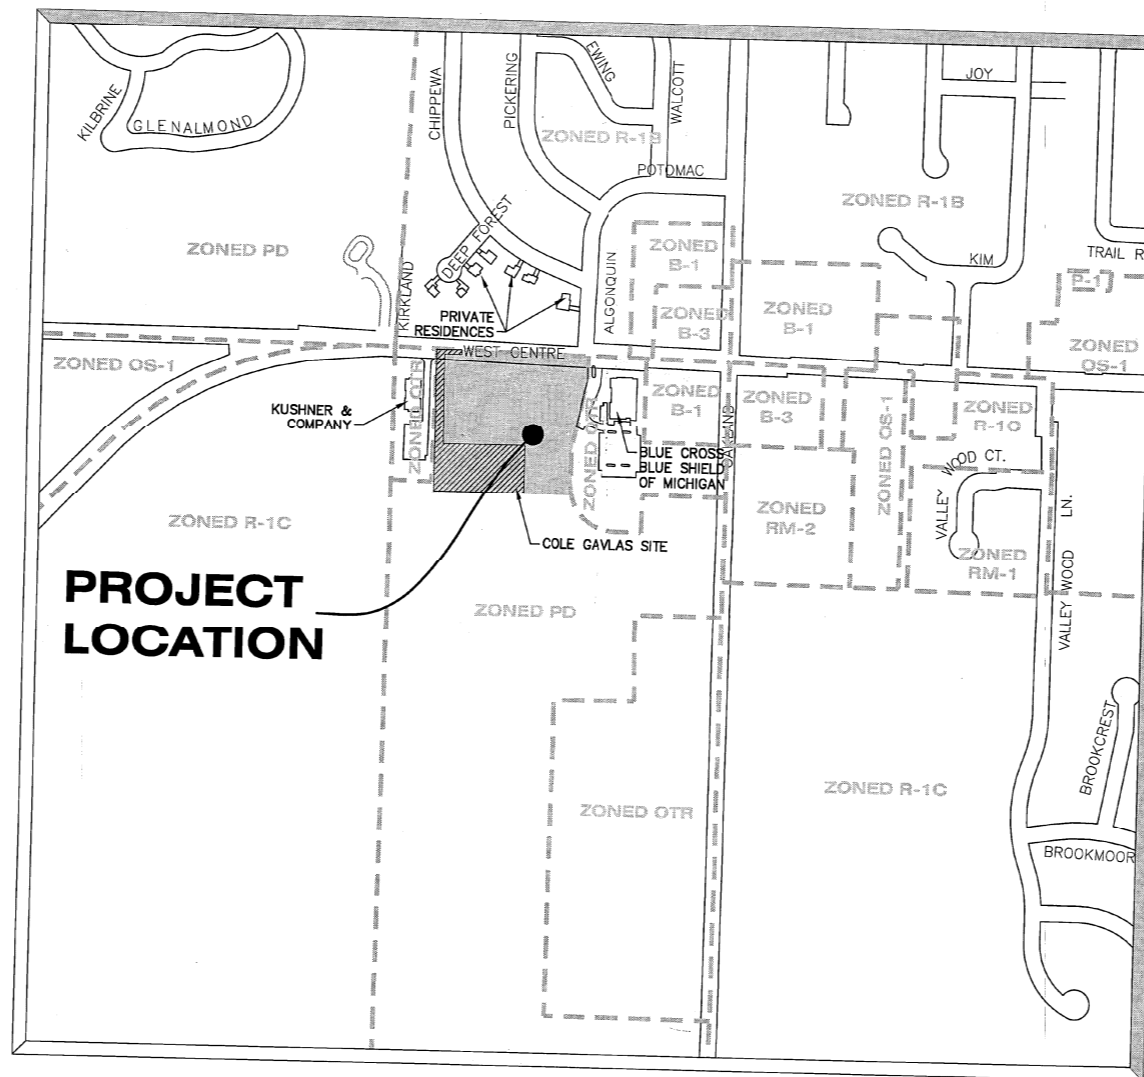 JOY
EWING
WALCOTT
PICKERING
CHIPPEWA
KILBRINE
GLENALMOND
ZONED R-1B
POTOMAC
ZONED R-1B
DEEP FOREST
ZONED PD
ZONED
B-1
KIM
TRAIL R
P-1
KIRKLAND
ALGONQUIN
PRIVATE
RESIDENCES
ZONED
B-3
ZONED
B-1
WEST CENTRE
ZONED OS-1
ZONED
OS-1
ZONED OTR
KUSHNER &
COMPANY
ZONED OTR
ZONED
B-1
OAKLAND
ZONED
B-3
ZONED OS-1
ZONED
R-1O
BLUE CROSS
BLUE SHIELD
OF MICHIGAN
VALLEY WOOD CT.
ZONED R-1C
ZONED
RM-2
COLE GAVLAS SITE
ZONED
RM-1
VALLEY WOOD LN.
PROJECT
LOCATION
ZONED PD
BROOKCREST
ZONED R-1C
ZONED OTR
BROOKMOOR